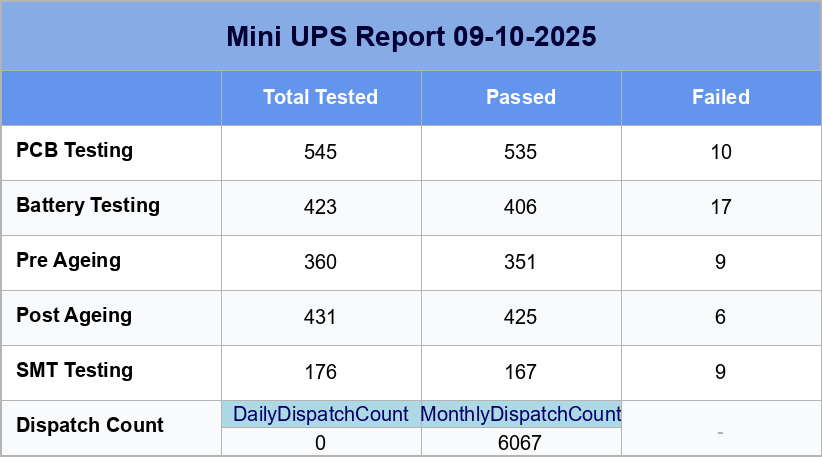 Mini UPS Report 09-10-2025
Total Tested Passed Failed
PCB Testing 545 535 10
Battery Testing 423 406 17
Pre Ageing 360 351 9
Post Ageing 431 425 6
SMT Testing 176 167 9
Dispatch Count DailyDispatchCount MonthlyDispatchCount -
0 6067